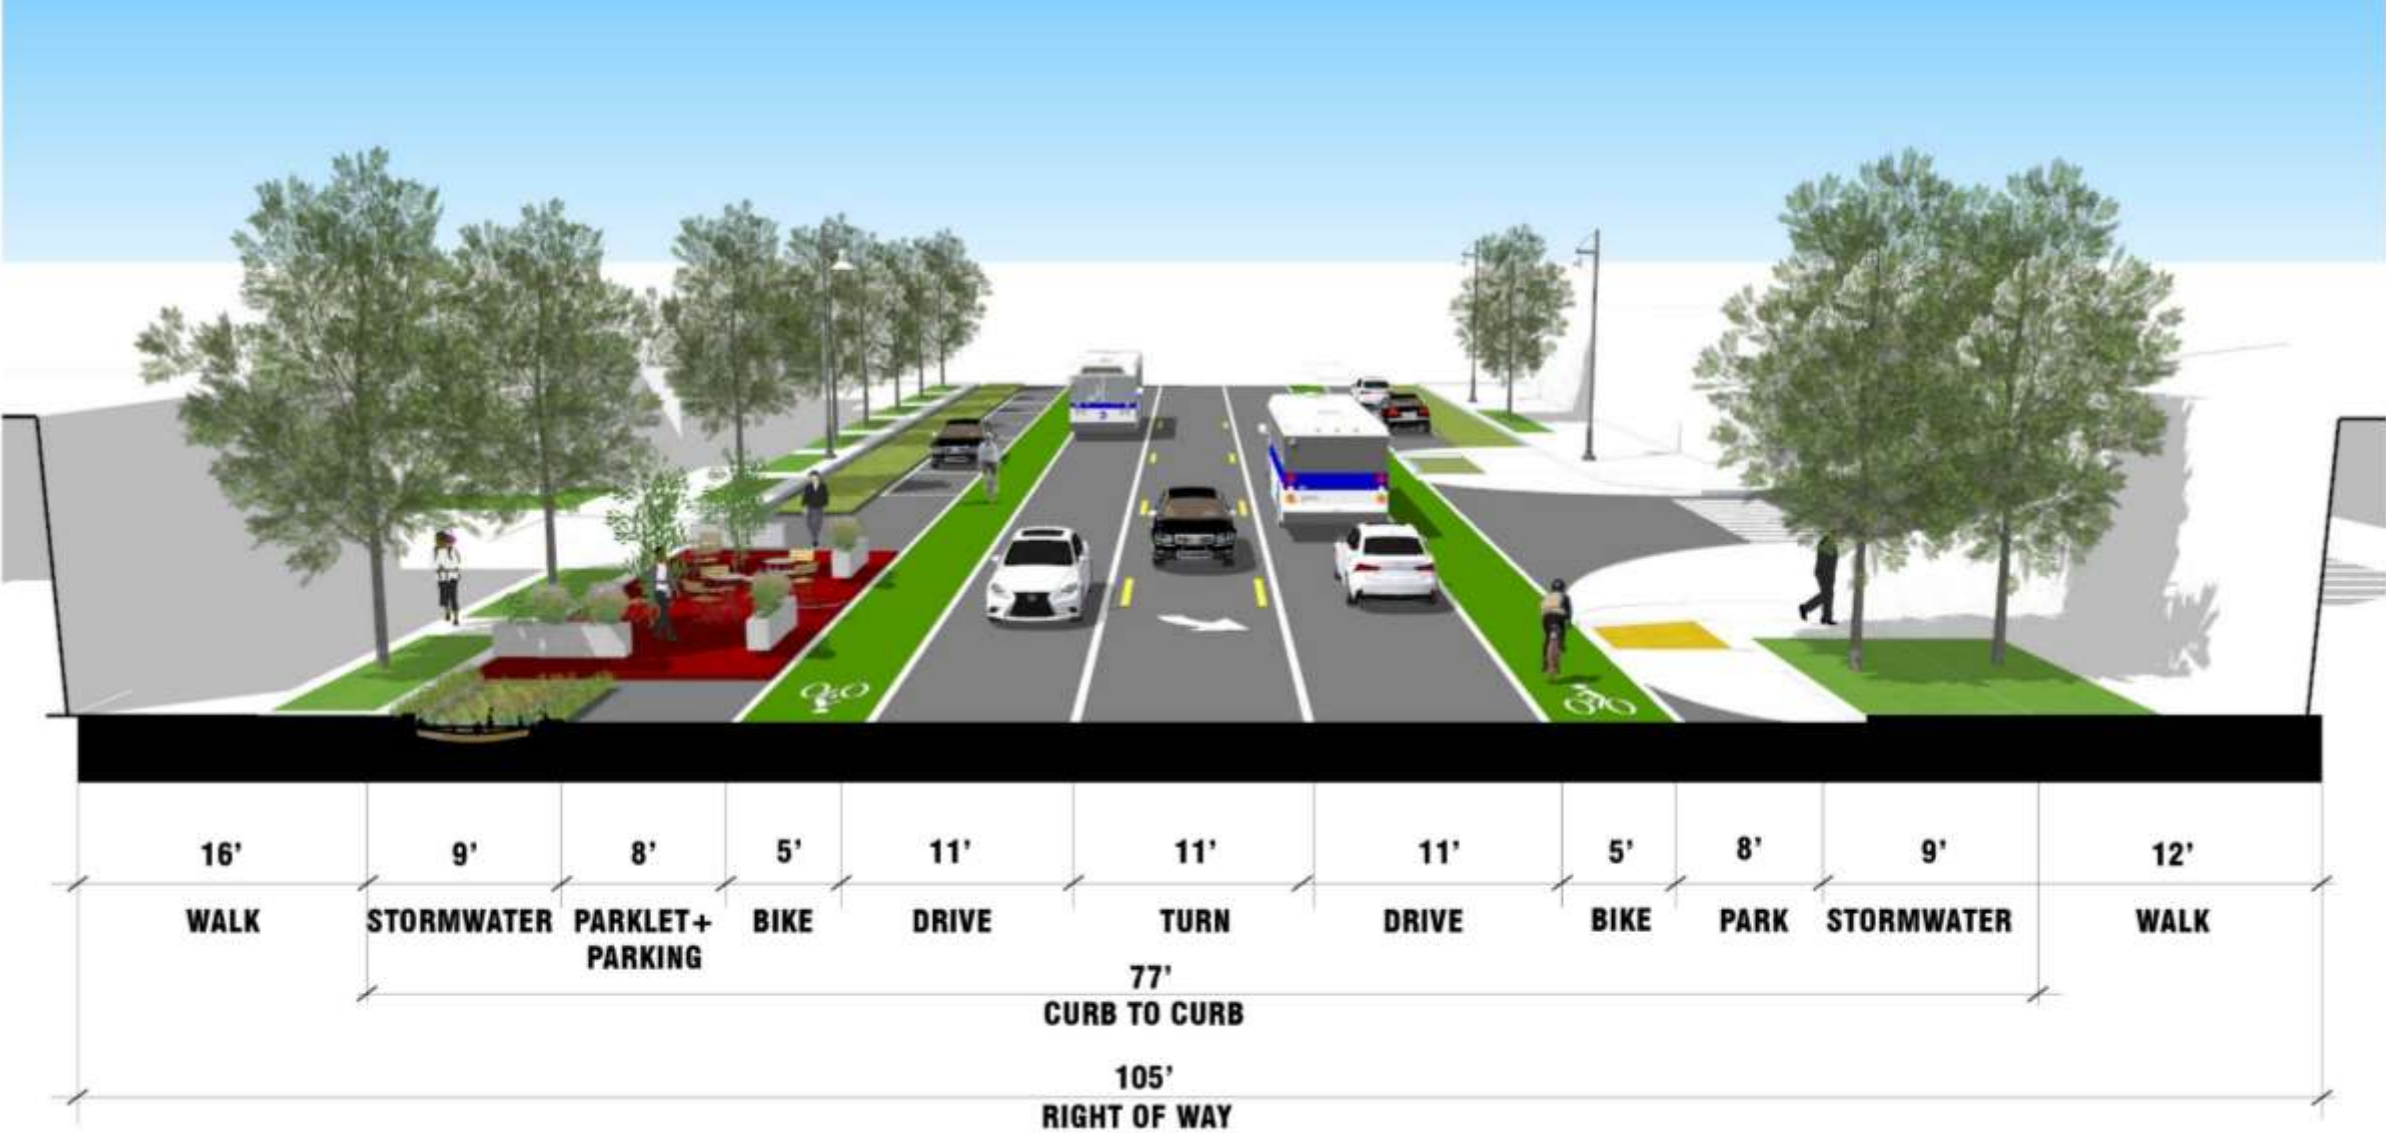 16' 9' 8' 5' 11' 11' 11' 5' 8' 9' 12'
WALK STORMWATER PARKLET+ BIKE DRIVE TURN DRIVE BIKE PARK STORMWATER WALK
PARKING
77'
CURB TO CURB
105'
RIGHT OF WAY